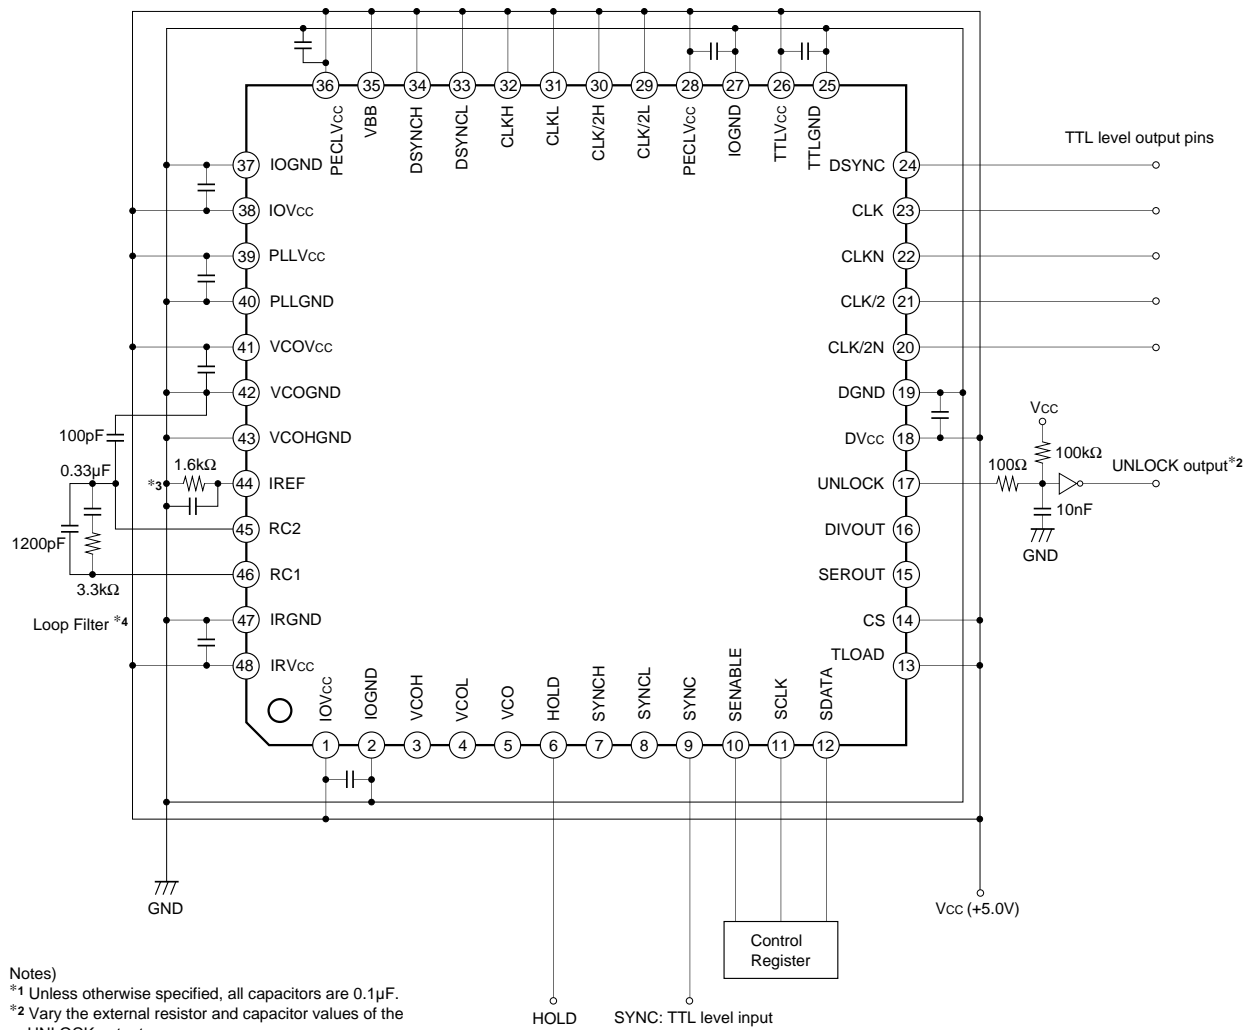 36 35 34 33 32 31 30 29 28 27 26 25
PECLVCC
VBB
DSYNCH
DSYNCL
CLKH
CLKL
CLK/2H
CLK/2L
PECLVCC
IOGND
TTLVCC
TTLGND
37 IOGND
38 IOVCC
39 PLLVCC
40 PLLGND
41 VCOVCC
42 VCOGND
43 VCOHGND
44 IREF
45 RC2
46 RC1
47 IRGND
48 IRVCC
100pF
0.33µF
*3
1.6kΩ
1200pF
3.3kΩ
Loop Filter *4
TTL level output pins
DSYNC 24
CLK 23
CLKN 22
CLK/2 21
CLK/2N 20
DGND 19
DVCC 18
UNLOCK 17
DIVOUT 16
SEROUT 15
CS 14
TLOAD 13
VCC
100kΩ
100Ω
UNLOCK output*2
10nF
GND
IOVCC
IOGND
VCOH
VCOL
VCO
HOLD
SYNCH
SYNCL
SYNC
SENABLE
SCLK
SDATA
1 2 3 4 5 6 7 8 9 10 11 12
GND
VCC (+5.0V)
Control
Register
HOLD
SYNC: TTL level input
Notes)
*1 Unless otherwise specified, all capacitors are 0.1µF.
*2 Vary the external resistor and capacitor values of the